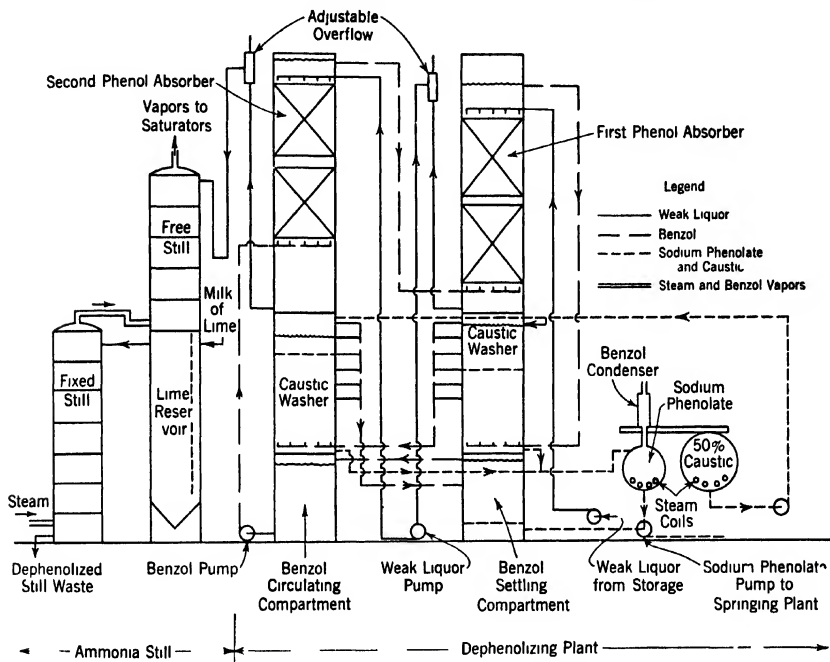 Adjustable
Overflow
Second Phenol Absorber
Vapors to
Saturators
First Phenol Absorber
Legend
Weak Liquor
Benzol
Sodium Phenolate
and Caustic
Steam and Benzol Vapors
Free
Still
Milk
of
Lime
Fixed
Still
Lime
Reser
voir
Caustic
Washer
Caustic
Washer
Benzol
Condenser
Sodium
Phenolate
50%
Caustic
Steam
Coils
Steam
Dephenolized
Still Waste
Benzol Pump
Benzol
Circulating
Compartment
Weak Liquor
Pump
Benzol
Settling
Compartment
Weak Liquor
from Storage
Sodium Phenolate
Pump to
Springing Plant
Ammonia Still
Dephenolizing Plant